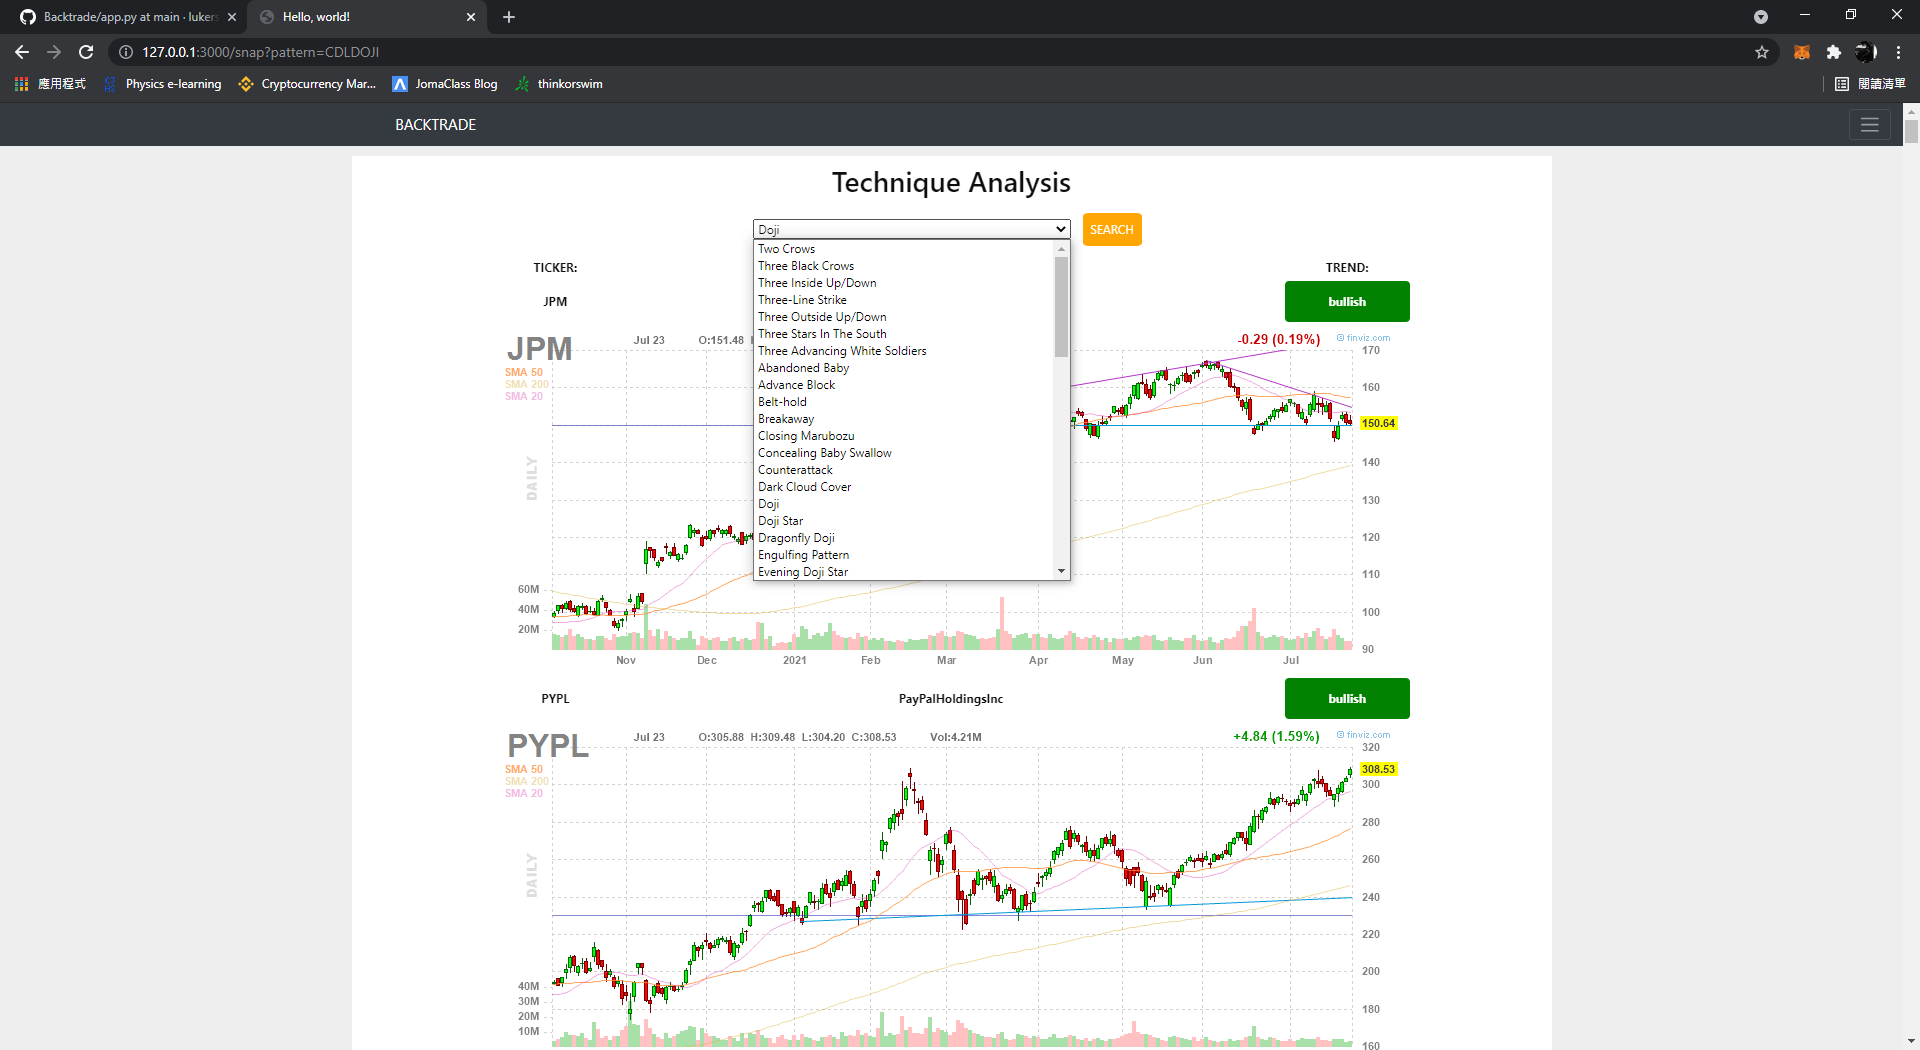 Backtrade/app.py at main · lukers
Hello, world!
127.0.0.1:3000/snap?pattern=CDLDOJI
應用程式
Physics e-learning
Cryptocurrency Mar...
JomaClass Blog
thinkorswim
閱讀清單
BACKTRADE
Technique Analysis
Doji
SEARCH
Two Crows
Three Black Crows
Three Inside Up/Down
Three-Line Strike
Three Outside Up/Down
Three Stars In The South
Three Advancing White Soldiers
Abandoned Baby
Advance Block
Belt-hold
Breakaway
Closing Marubozu
Concealing Baby Swallow
Counterattack
Dark Cloud Cover
Doji
Doji Star
Dragonfly Doji
Engulfing Pattern
Evening Doji Star
TICKER:
TREND:
JPM
bullish
JPM
Jul 23 O:151.48
-0.29 (0.19%)
© finviz.com
SMA 50
SMA 200
SMA 20
DAILY
170
160
150.64
140
130
120
110
100
90
60M
40M
20M
Nov Dec 2021 Feb Mar Apr May Jun Jul
PYPL
PayPalHoldingsInc
bullish
PYPL
Jul 23 O:305.88 H:309.48 L:304.20 C:308.53 Vol:4.21M
+4.84 (1.59%)
© finviz.com
SMA 50
SMA 200
SMA 20
DAILY
320
308.53
300
280
260
240
220
200
180
160
40M
30M
20M
10M